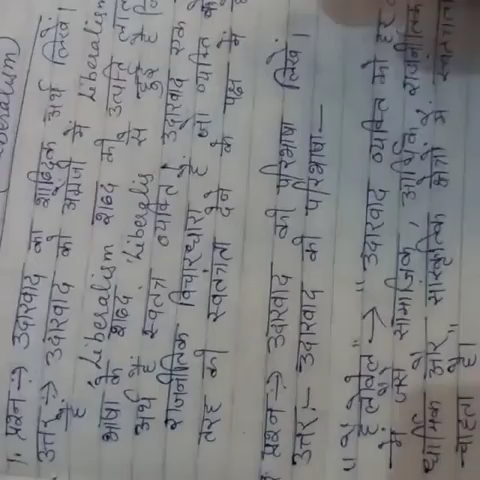 (Liberalism)
1. प्रश्न → उदारवाद का शाब्दिक अर्थ लिखें।
उत्तर → उदारवाद को अंग्रेजी में Liberalism
है
Liberalism शब्द की उत्पत्ति लातिन
भाषा के शब्द 'Liberalis' से हुई है
अर्थ है स्वतंत्र व्यक्ति। उदारवाद एक
राजनीतिक विचारधारा है जो व्यक्ति को
तरह की स्वतंत्रता देने के पक्ष में है
प्रश्न → उदारवाद की परिभाषा लिखें।
उत्तर :- उदारवाद की परिभाषा:-
"हैलोवेल" → "उदारवाद व्यक्ति को हर
में उसे सामाजिक, आर्थिक, राजनीतिक
धार्मिक और सांस्कृतिक क्षेत्रों में स्वतंत्रता
चाहता है।"